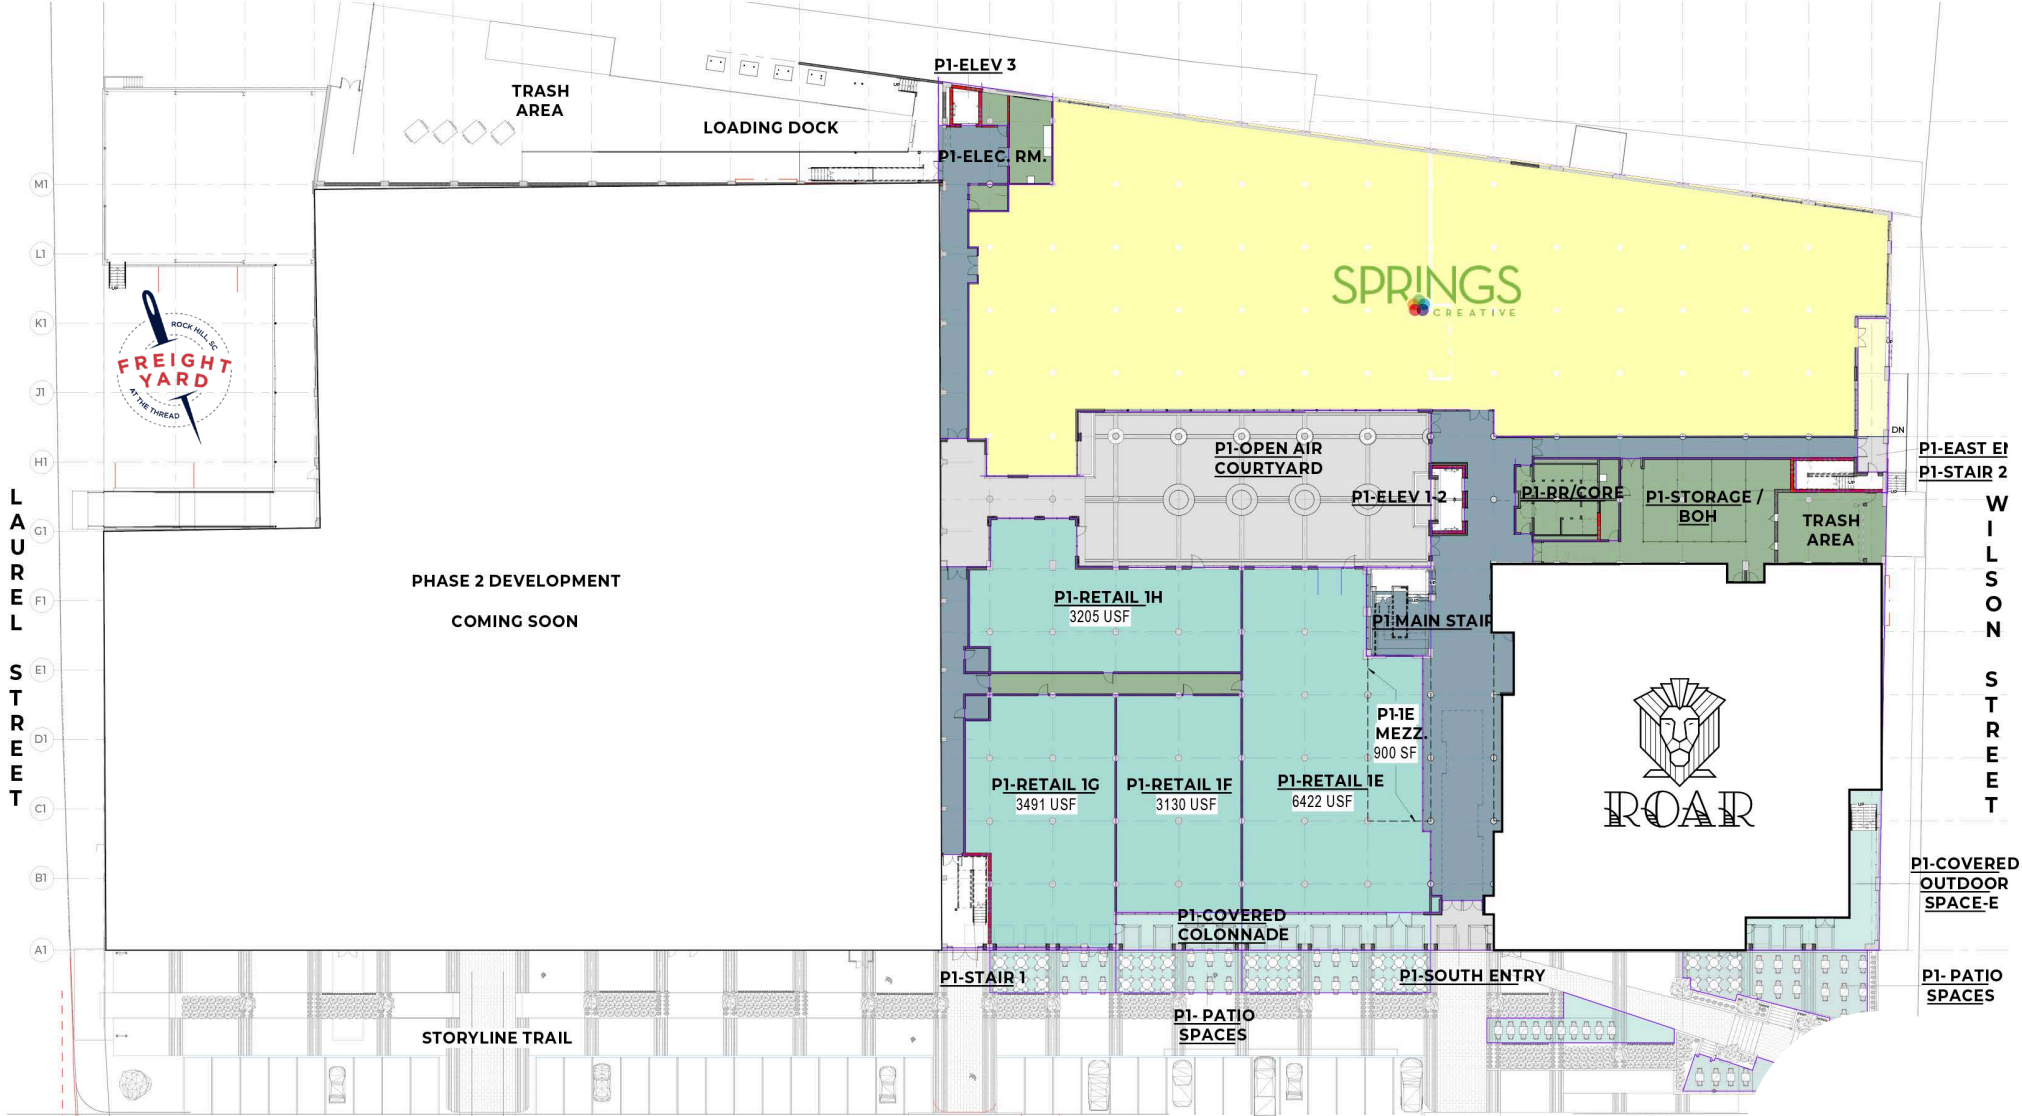 P1-ELEV 3
TRASH
AREA
LOADING DOCK
P1-ELEC. RM.
M1
L1
K1
J1
H1
G1
F1
E1
D1
C1
B1
A1
SPRINGS
CREATIVE
ROCK HILL, SC
FREIGHT
YARD
AT THE THREAD
DN
P1-OPEN AIR
COURTYARD
P1-EAST EN
P1-STAIR 2
P1-ELEV 1-2
P1-RR/CORE
P1-STORAGE /
BOH
TRASH
AREA
LAUREL STREET
WILSON STREET
PHASE 2 DEVELOPMENT
COMING SOON
P1-RETAIL 1H
3205 USF
P1 MAIN STAIR
P1-1E
MEZZ.
900 SF
P1-RETAIL 1G
3491 USF
P1-RETAIL 1F
3130 USF
P1-RETAIL 1E
6422 USF
ROAR
P1-COVERED
OUTDOOR
SPACE-E
P1-COVERED
COLONNADE
P1-STAIR 1
P1-SOUTH ENTRY
P1- PATIO
SPACES
P1- PATIO
SPACES
STORYLINE TRAIL